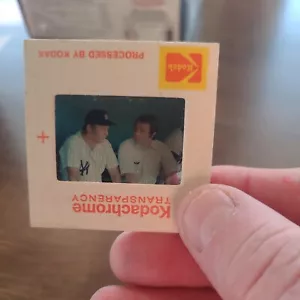 PROCESSED BY KODAK
Kodak
Kodachrome
TRANSPARENCY